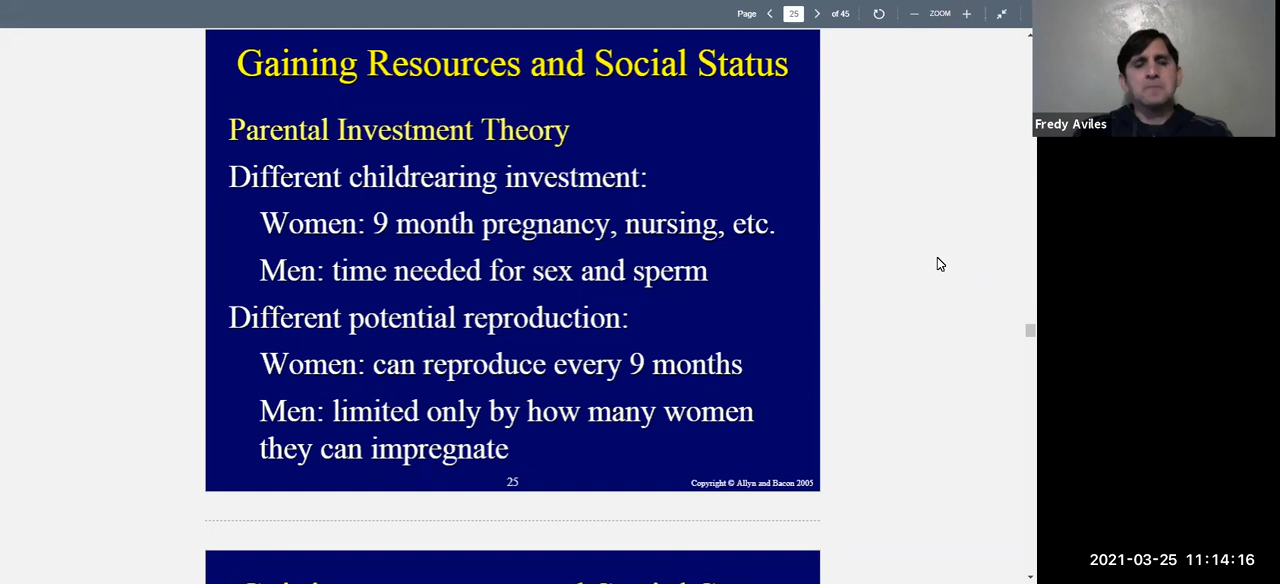 Page 25 of 45 ZOOM
Gaining Resources and Social Status
Parental Investment Theory
Different childrearing investment:
Women: 9 month pregnancy, nursing, etc.
Men: time needed for sex and sperm
Different potential reproduction:
Women: can reproduce every 9 months
Men: limited only by how many women
they can impregnate
25
Copyright © Allyn and Bacon 2005
Fredy Aviles
2021-03-25 11:14:16